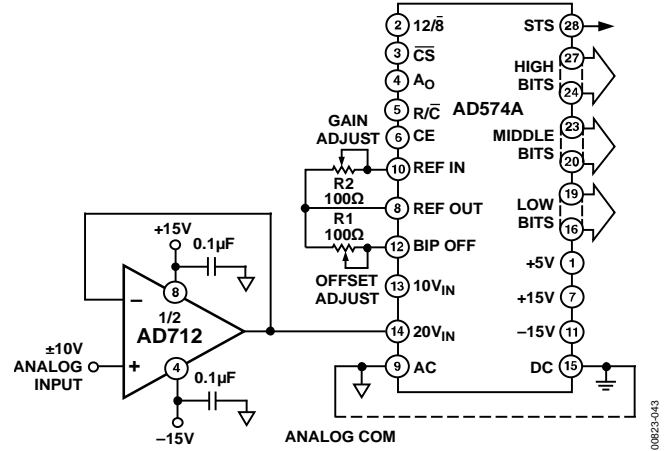 2 12/8̅
3 C̅S̅
4 AO
5 R/C̅
6 CE
10 REF IN
8 REF OUT
12 BIP OFF
13 10VIN
14 20VIN
9 AC
AD574A
STS 28
HIGH BITS
27
24
MIDDLE BITS
23
20
LOW BITS
19
16
+5V 1
+15V 7
–15V 11
DC 15
GAIN
ADJUST
R2
100Ω
R1
100Ω
OFFSET
ADJUST
+15V
0.1µF
8
1/2
AD712
–
+
±10V
ANALOG
INPUT
4
0.1µF
–15V
ANALOG COM
00823-043